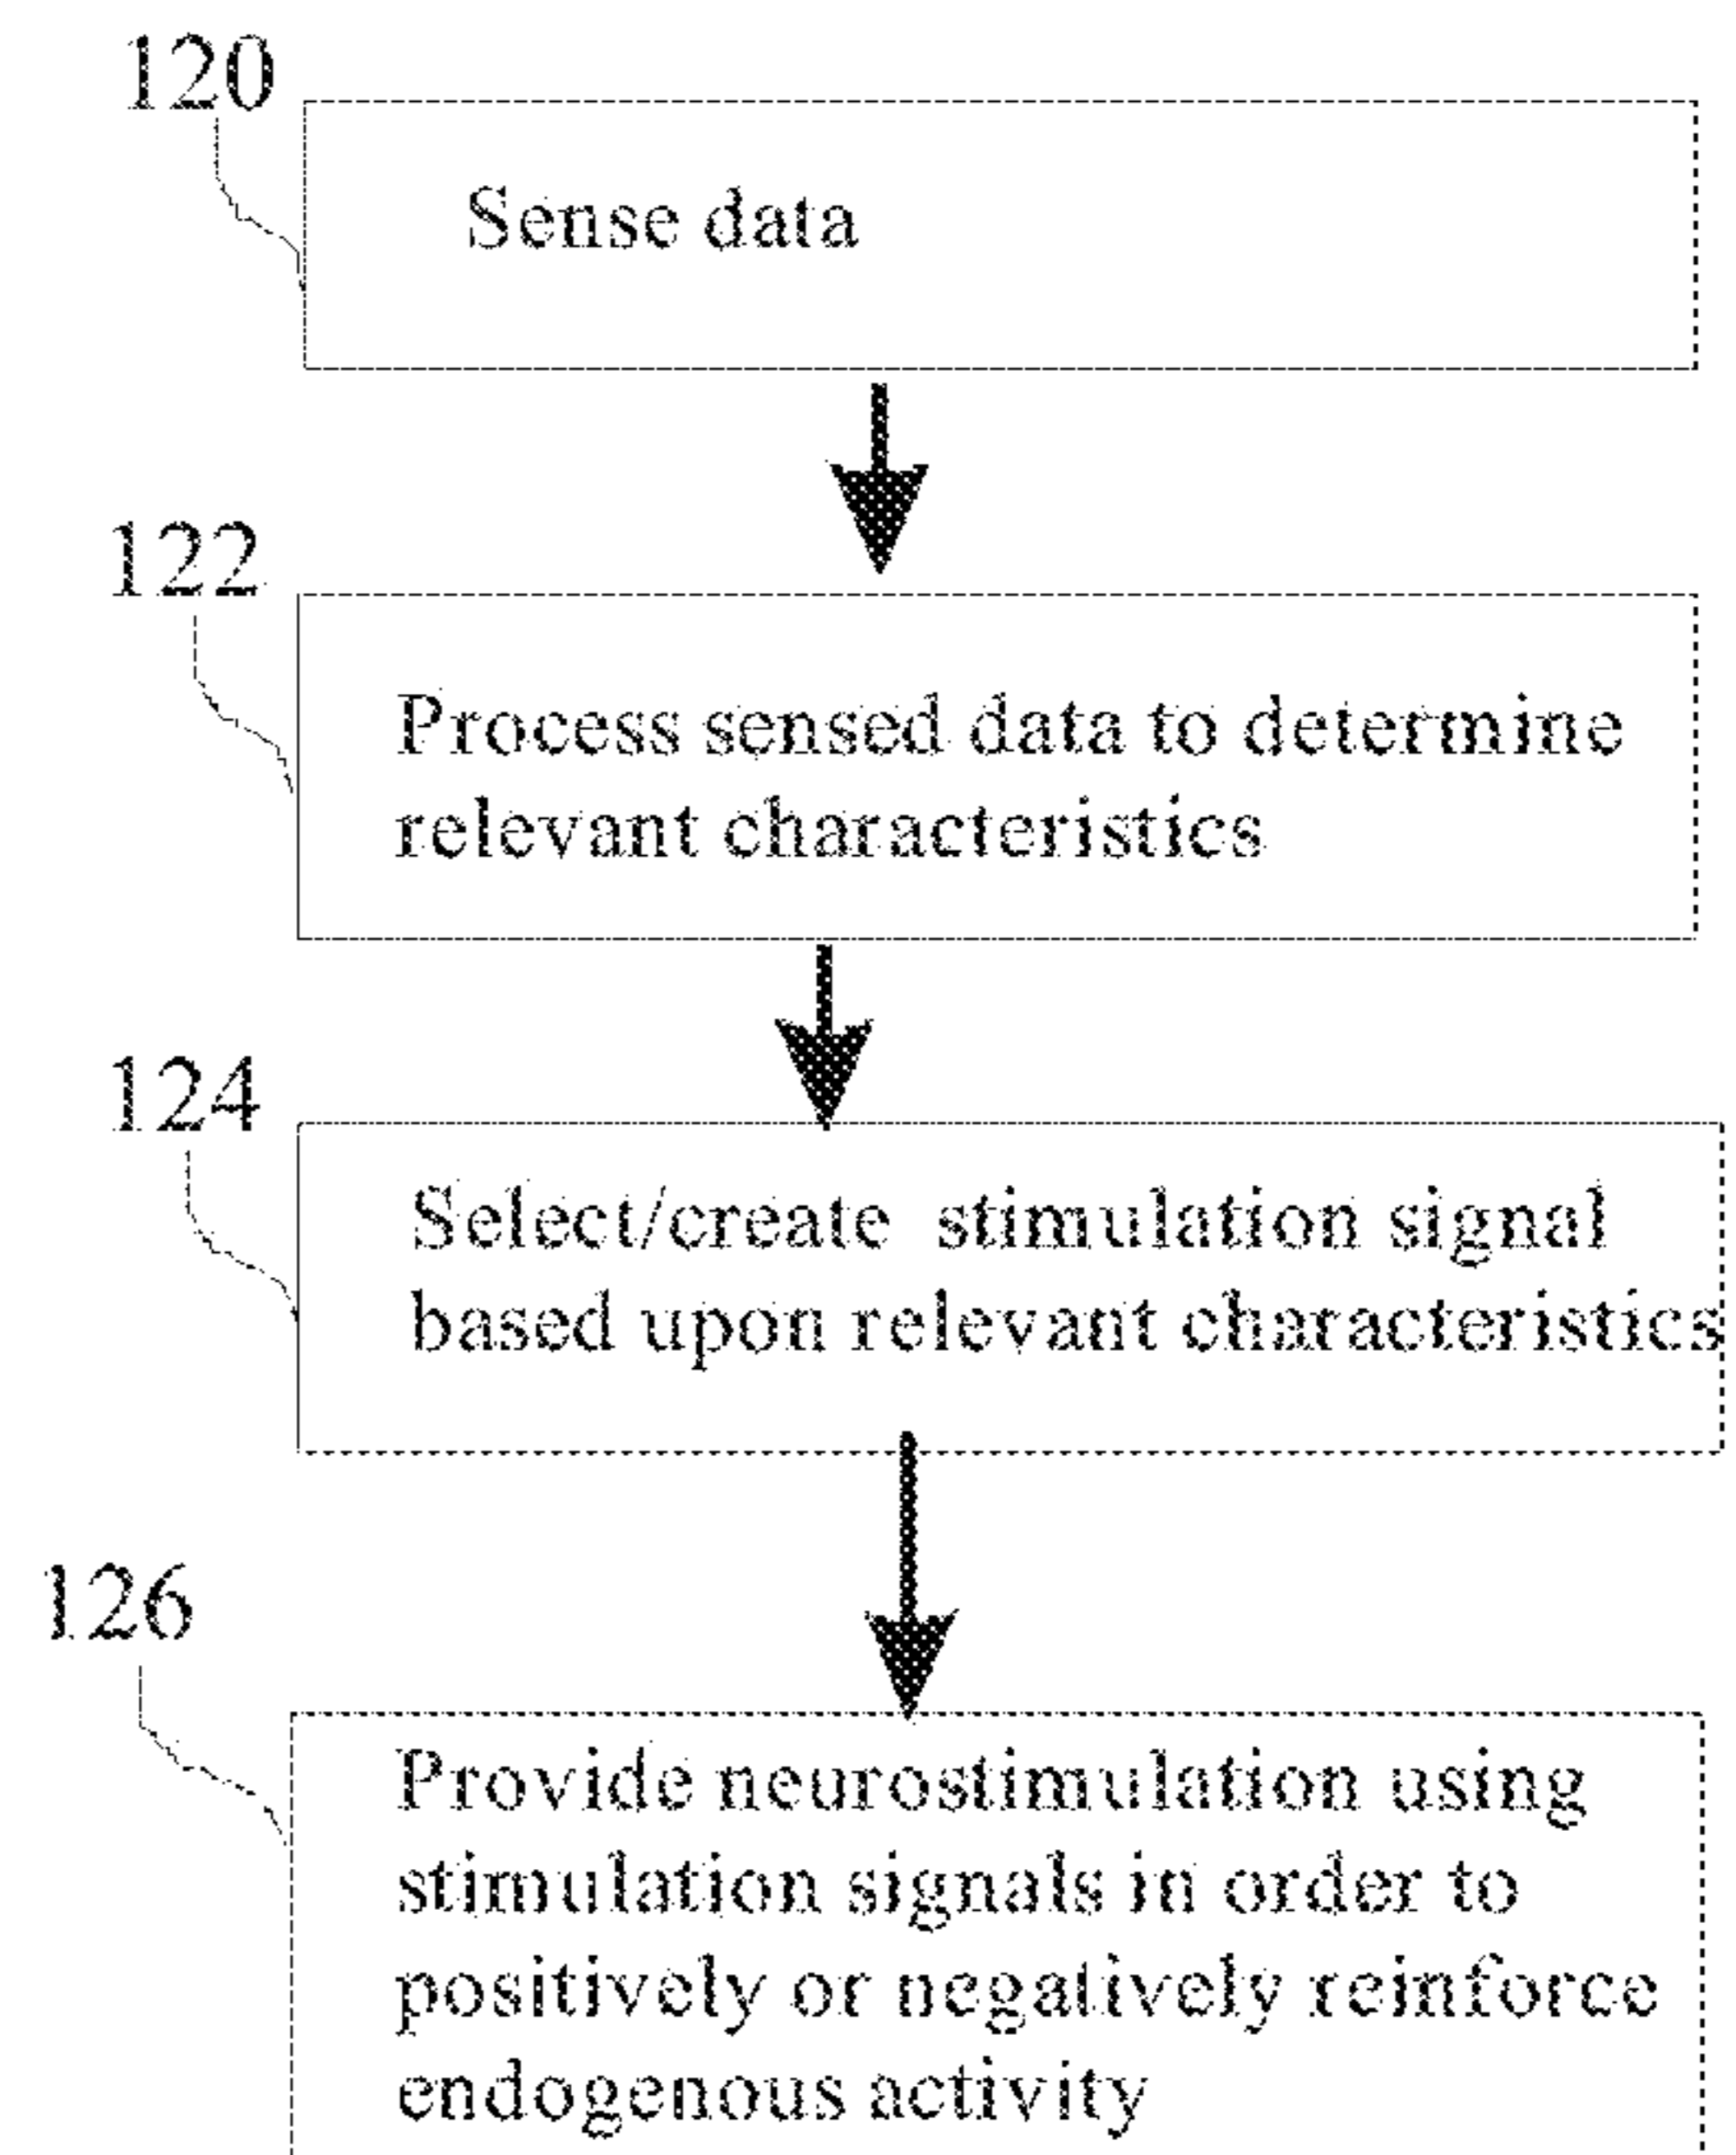 120
Sense data
122
Process sensed data to determine
relevant characteristics
124
Select/create stimulation signal
based upon relevant characteristics
126
Provide neurostimulation using
stimulation signals in order to
positively or negatively reinforce
endogenous activity